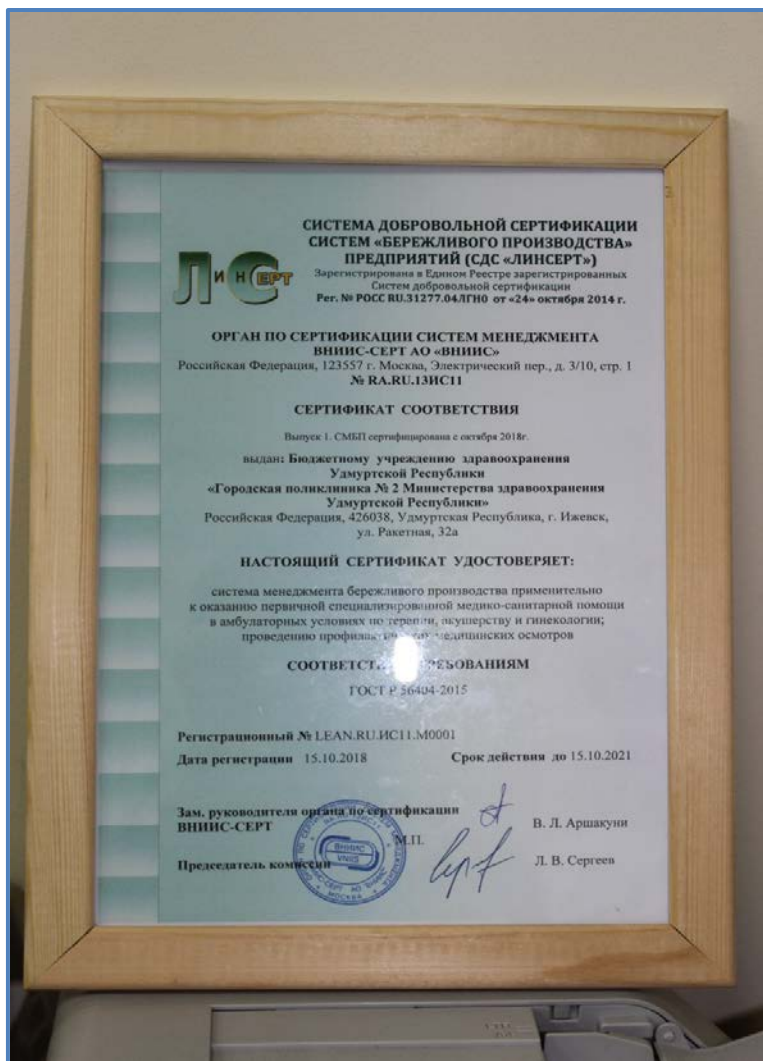 ЛИНСЕРТ
СИСТЕМА ДОБРОВОЛЬНОЙ СЕРТИФИКАЦИИ
СИСТЕМ «БЕРЕЖЛИВОГО ПРОИЗВОДСТВА»
ПРЕДПРИЯТИЙ (СДС «ЛИНСЕРТ»)
Зарегистрирована в Едином Реестре зарегистрированных
Систем добровольной сертификации
Рег. № РОСС RU.31277.04ЛГН0 от «24» октября 2014 г.
ОРГАН ПО СЕРТИФИКАЦИИ СИСТЕМ МЕНЕДЖМЕНТА
ВНИИС-СЕРТ АО «ВНИИС»
Российская Федерация, 123557 г. Москва, Электрический пер., д. 3/10, стр. 1
№ RA.RU.13ИС11
СЕРТИФИКАТ СООТВЕТСТВИЯ
Выпуск 1. СМБП сертифицирована с октября 2018г.
выдан: Бюджетному учреждению здравоохранения
Удмуртской Республики
«Городская поликлиника № 2 Министерства здравоохранения
Удмуртской Республики»
Российская Федерация, 426038, Удмуртская Республика, г. Ижевск,
ул. Ракетная, 32а
НАСТОЯЩИЙ СЕРТИФИКАТ УДОСТОВЕРЯЕТ:
система менеджмента бережливого производства применительно
к оказанию первичной специализированной медико-санитарной помощи
в амбулаторных условиях по терапии, акушерству и гинекологии;
проведению медицинских осмотров
ТРЕБОВАНИЯМ
ГОСТ Р 56404-2015
Регистрационный № LEAN.RU.ИС11.М0001
Дата регистрации 15.10.2018 Срок действия до 15.10.2021
Зам. руководителя органа по сертификации
ВНИИС-СЕРТ М.П. В. Л. Аршакуни
Председатель комиссии Л. В. Сергеев
ВНИИС
VNIIS
МОСКВА